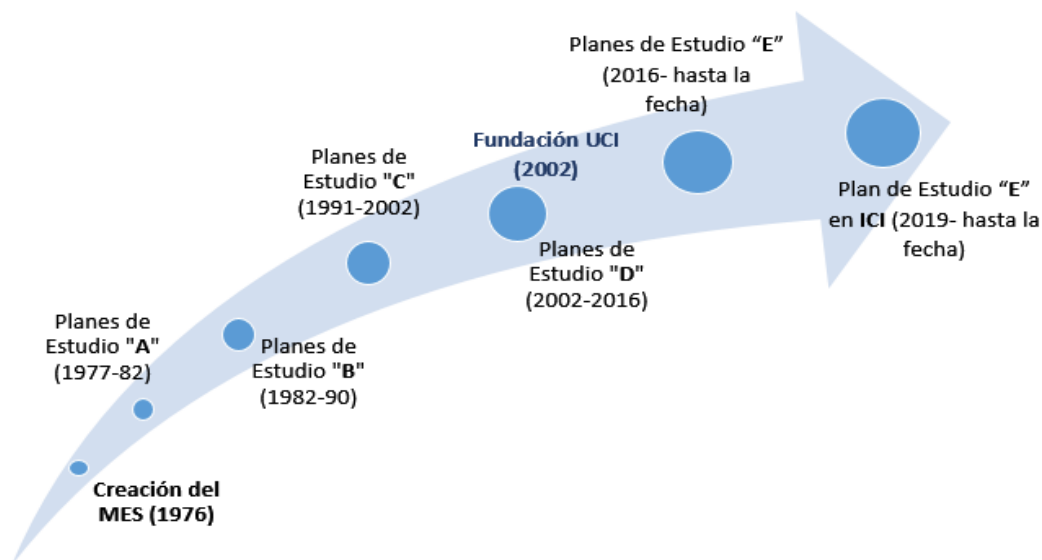 Creación del
MES (1976)
Planes de
Estudio "A"
(1977-82)
Planes de
Estudio "B"
(1982-90)
Planes de
Estudio "C"
(1991-2002)
Fundación UCI
(2002)
Planes de
Estudio "D"
(2002-2016)
Planes de Estudio “E”
(2016- hasta la
fecha)
Plan de Estudio “E”
en ICI (2019- hasta la
fecha)